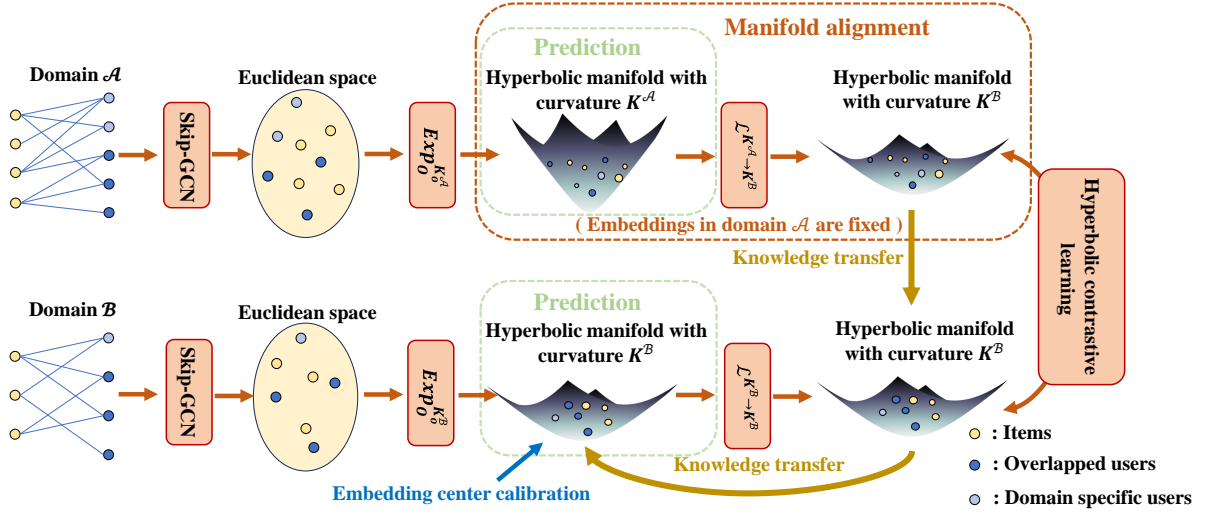 Manifold alignment
Prediction
Domain 𝒜
Euclidean space
Hyperbolic manifold with
curvature K^𝒜
Hyperbolic manifold
with curvature K^ℬ
Skip-GCN
Exp_o^{K^𝒜}
ℒ^{K^𝒜→K^ℬ}
( Embeddings in domain 𝒜 are fixed )
Knowledge transfer
Hyperbolic contrastive
learning
Domain ℬ
Euclidean space
Prediction
Hyperbolic manifold with
curvature K^ℬ
Hyperbolic manifold
with curvature K^ℬ
Skip-GCN
Exp_o^{K^ℬ}
ℒ^{K^ℬ→K^ℬ}
Knowledge transfer
Embedding center calibration
: Items
: Overlapped users
: Domain specific users